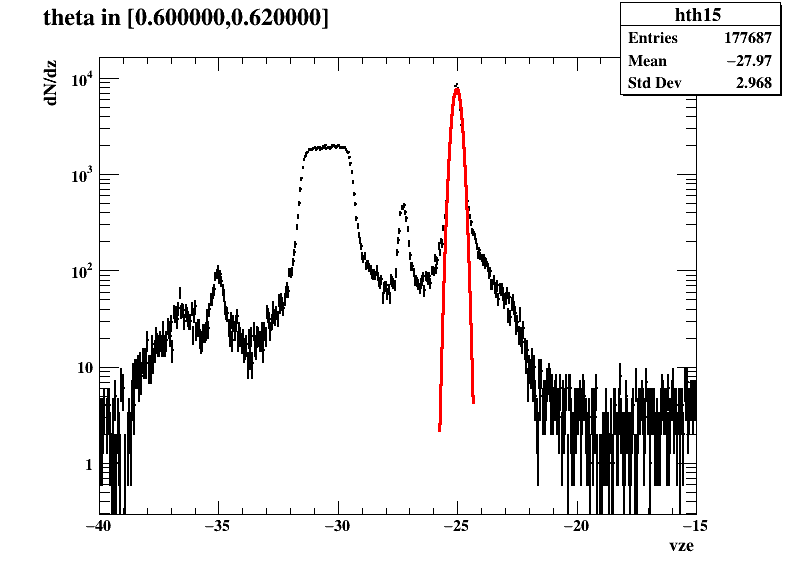 theta in [0.600000,0.620000]
hth15
Entries 177687
Mean −27.97
Std Dev 2.968
dN/dz
10⁴
10³
10²
10
1
−40 −35 −30 −25 −20 −15
vze